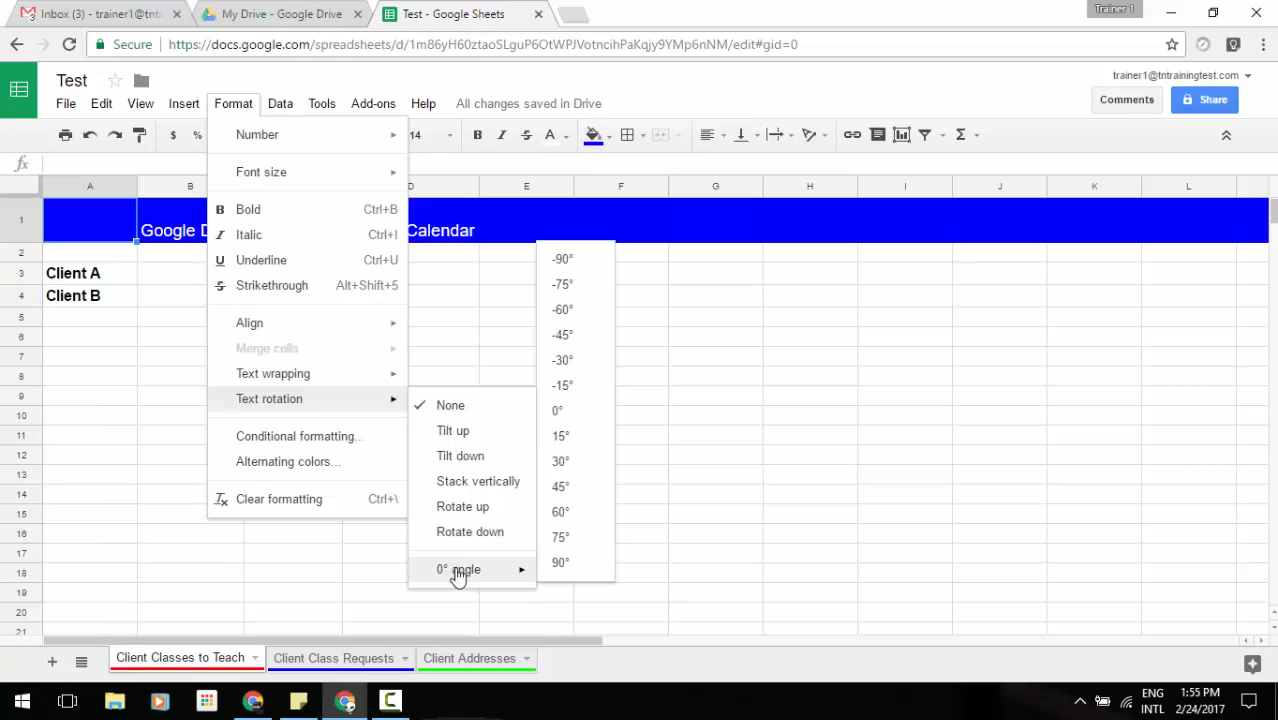 Inbox (3) - trainer1@tnt
My Drive - Google Drive
Test - Google Sheets
Trainer 1
Secure
https://docs.google.com/spreadsheets/d/1m86yH60ztaoSLguP6OtWPJVotncihPaKqjy9YMp6nNM/edit#gid=0
Test
trainer1@tntrainingtest.com
File Edit View Insert Format Data Tools Add-ons Help All changes saved in Drive
Comments
Share
$ % 14 B I S A Σ
fx
A B D E F G H I J K L
1
Google D
Calendar
2
3 Client A
4 Client B
5
6
7
8
9
10
11
12
13
14
15
16
17
18
19
20
21
Number
Font size
B Bold Ctrl+B
I Italic Ctrl+I
U Underline Ctrl+U
S Strikethrough Alt+Shift+5
Align
Merge cells
Text wrapping
Text rotation
Conditional formatting...
Alternating colors...
Clear formatting Ctrl+\
None
Tilt up
Tilt down
Stack vertically
Rotate up
Rotate down
0° angle
-90°
-75°
-60°
-45°
-30°
-15°
0°
15°
30°
45°
60°
75°
90°
Client Classes to Teach
Client Class Requests
Client Addresses
ENG
INTL
1:55 PM
2/24/2017